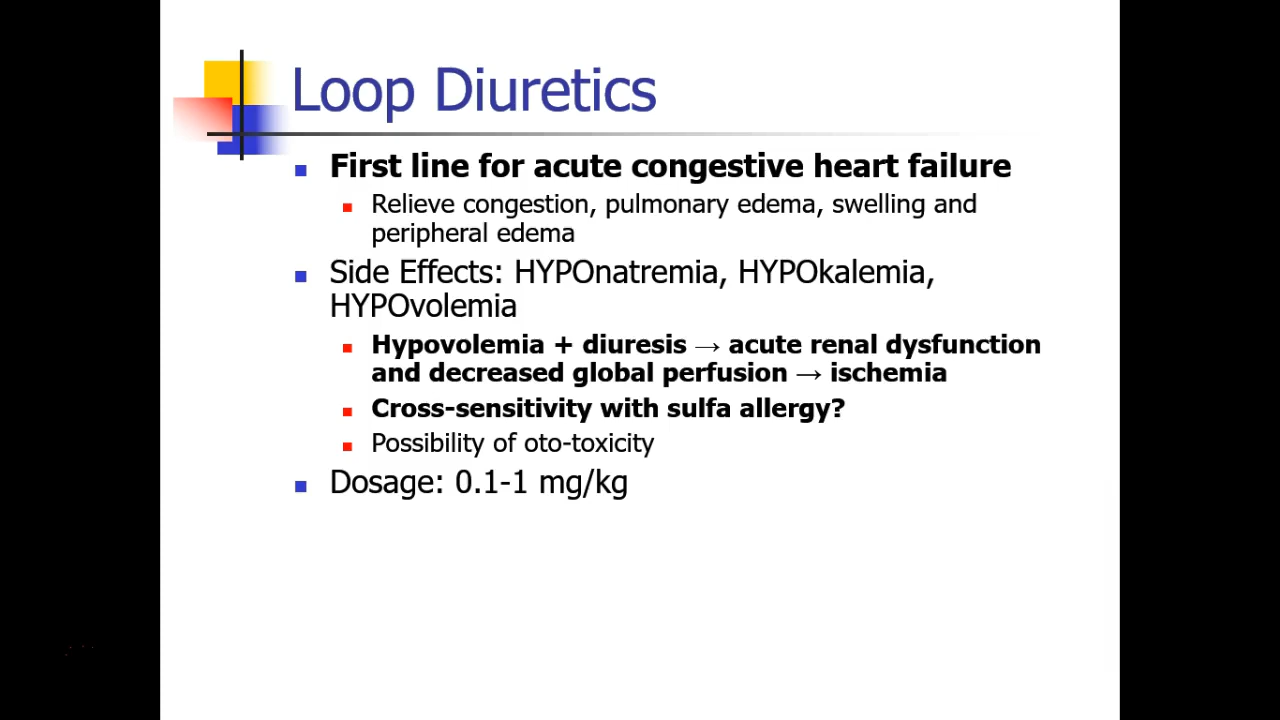 Loop Diuretics
First line for acute congestive heart failure
Relieve congestion, pulmonary edema, swelling and
peripheral edema
Side Effects: HYPOnatremia, HYPOkalemia,
HYPOvolemia
Hypovolemia + diuresis → acute renal dysfunction
and decreased global perfusion → ischemia
Cross-sensitivity with sulfa allergy?
Possibility of oto-toxicity
Dosage: 0.1-1 mg/kg